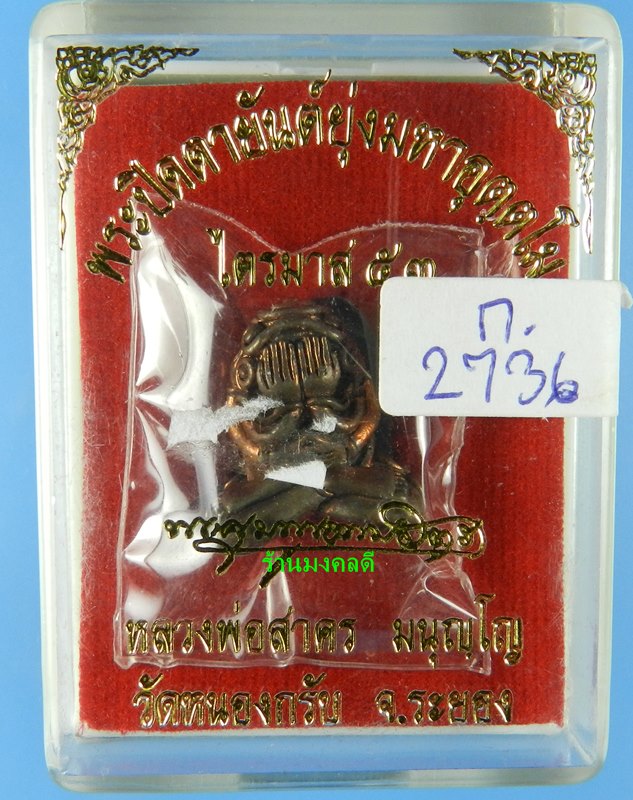 พระปิดตายันต์ยุ่งมหาอุตฺตโม
ไตรมาส ๕๓
ก.
2736
ร้านมงคลดี
หลวงพ่อสาคร มนุญฺโญ
วัดหนองกรับ จ.ระยอง